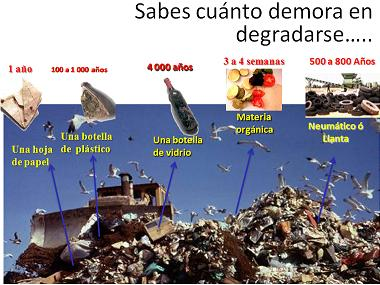 Sabes cuánto demora en
degradarse.....
1 año
100 a 1 000 años
4 000 años
3 a 4 semanas
500 a 800 Años
Una hoja
de papel
Una botella
de plástico
Una botella
de vidrio
Materia
orgánica
Neumático ó
Llanta